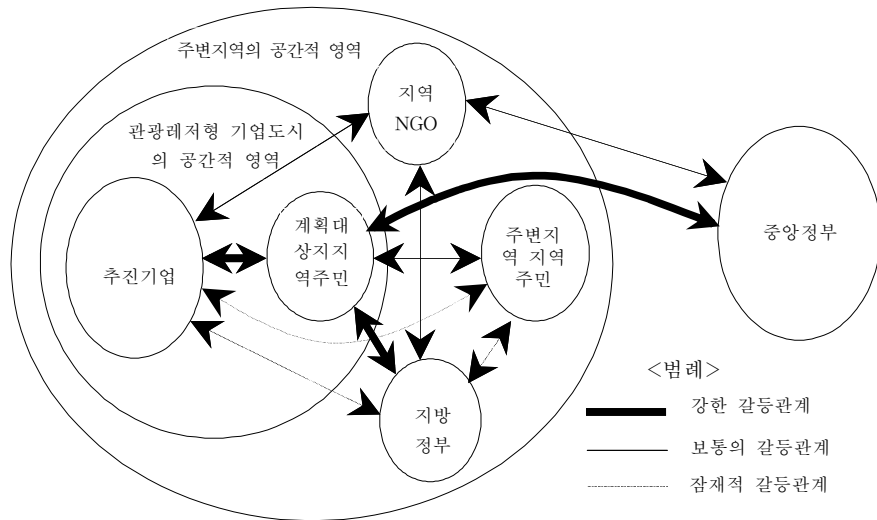 주변지역의 공간적 영역
지역
NGO
관광레저형 기업도시
의 공간적 영역
계획대
상지지
역주민
주변지
역 지역
주민
중앙정부
추진기업
지방
정부
<범례>
강한 갈등관계
보통의 갈등관계
잠재적 갈등관계